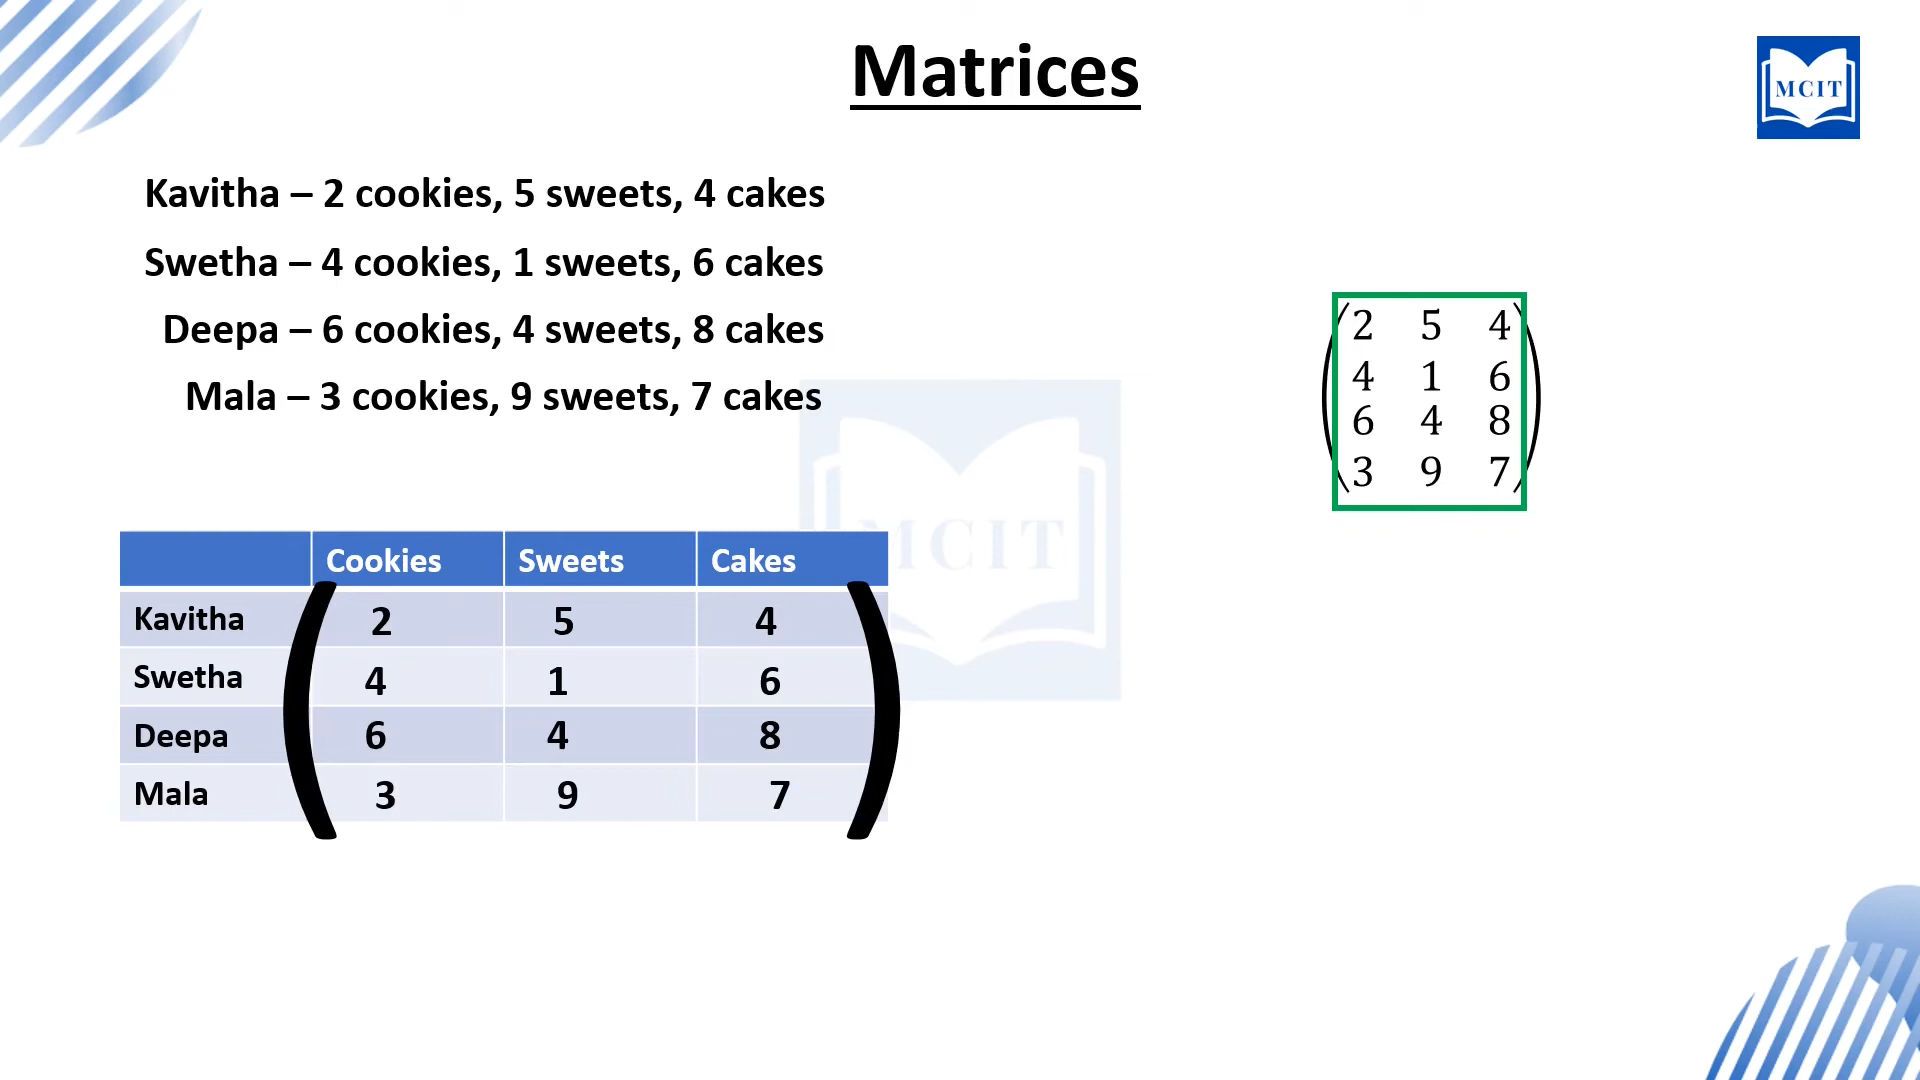 Matrices
MCIT
Kavitha – 2 cookies, 5 sweets, 4 cakes
Swetha – 4 cookies, 1 sweets, 6 cakes
Deepa – 6 cookies, 4 sweets, 8 cakes
Mala – 3 cookies, 9 sweets, 7 cakes
2 5 4
4 1 6
6 4 8
3 9 7
MCIT
Cookies Sweets Cakes
Kavitha 2 5 4
Swetha 4 1 6
Deepa 6 4 8
Mala 3 9 7